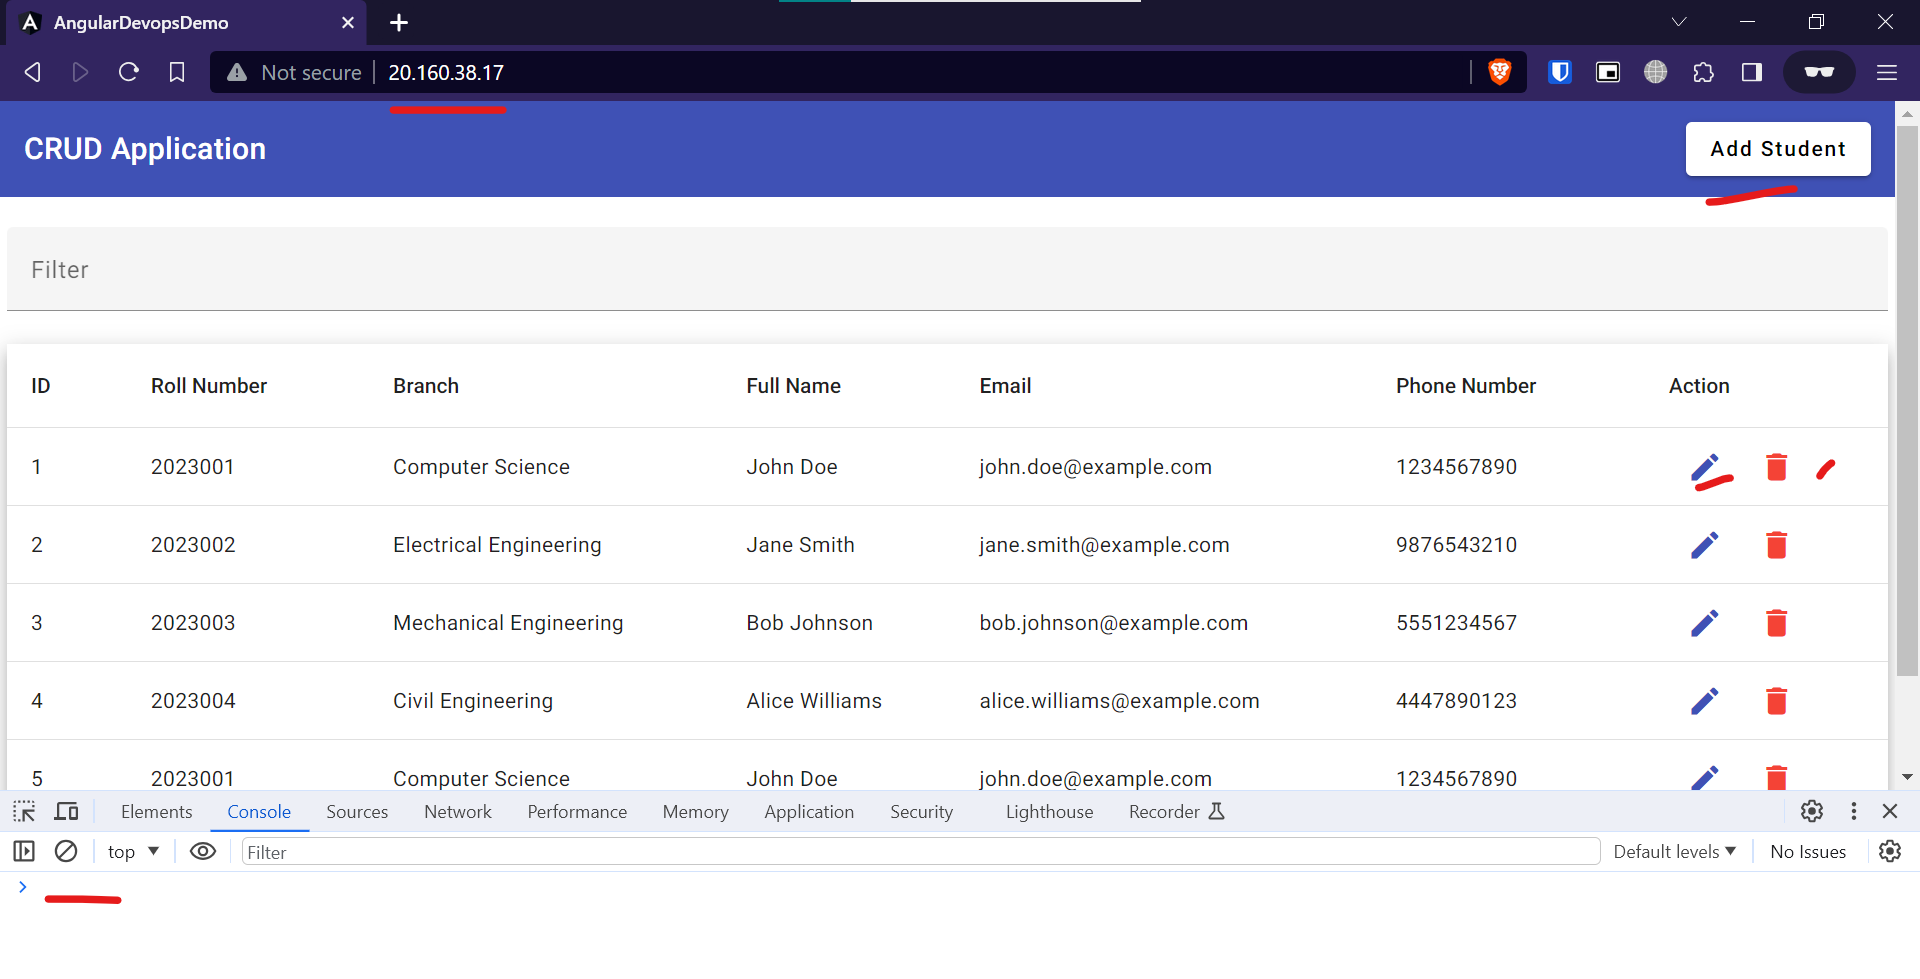 AngularDevopsDemo
Not secure 20.160.38.17
CRUD Application Add Student
Filter
ID Roll Number Branch Full Name Email Phone Number Action
1 2023001 Computer Science John Doe john.doe@example.com 1234567890
2 2023002 Electrical Engineering Jane Smith jane.smith@example.com 9876543210
3 2023003 Mechanical Engineering Bob Johnson bob.johnson@example.com 5551234567
4 2023004 Civil Engineering Alice Williams alice.williams@example.com 4447890123
5 2023001 Computer Science John Doe john.doe@example.com 1234567890
Elements Console Sources Network Performance Memory Application Security Lighthouse Recorder
top Filter Default levels No Issues